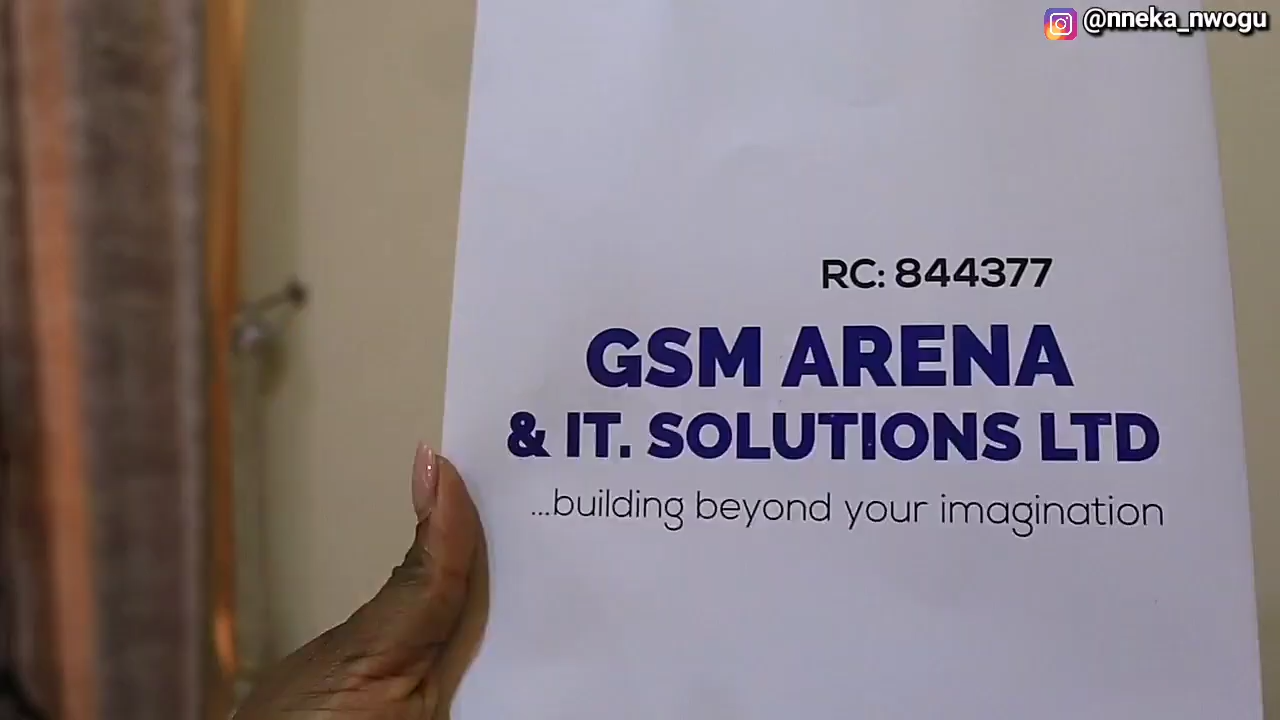 @nneka_nwogu
RC: 844377
GSM ARENA
& IT. SOLUTIONS LTD
...building beyond your imagination